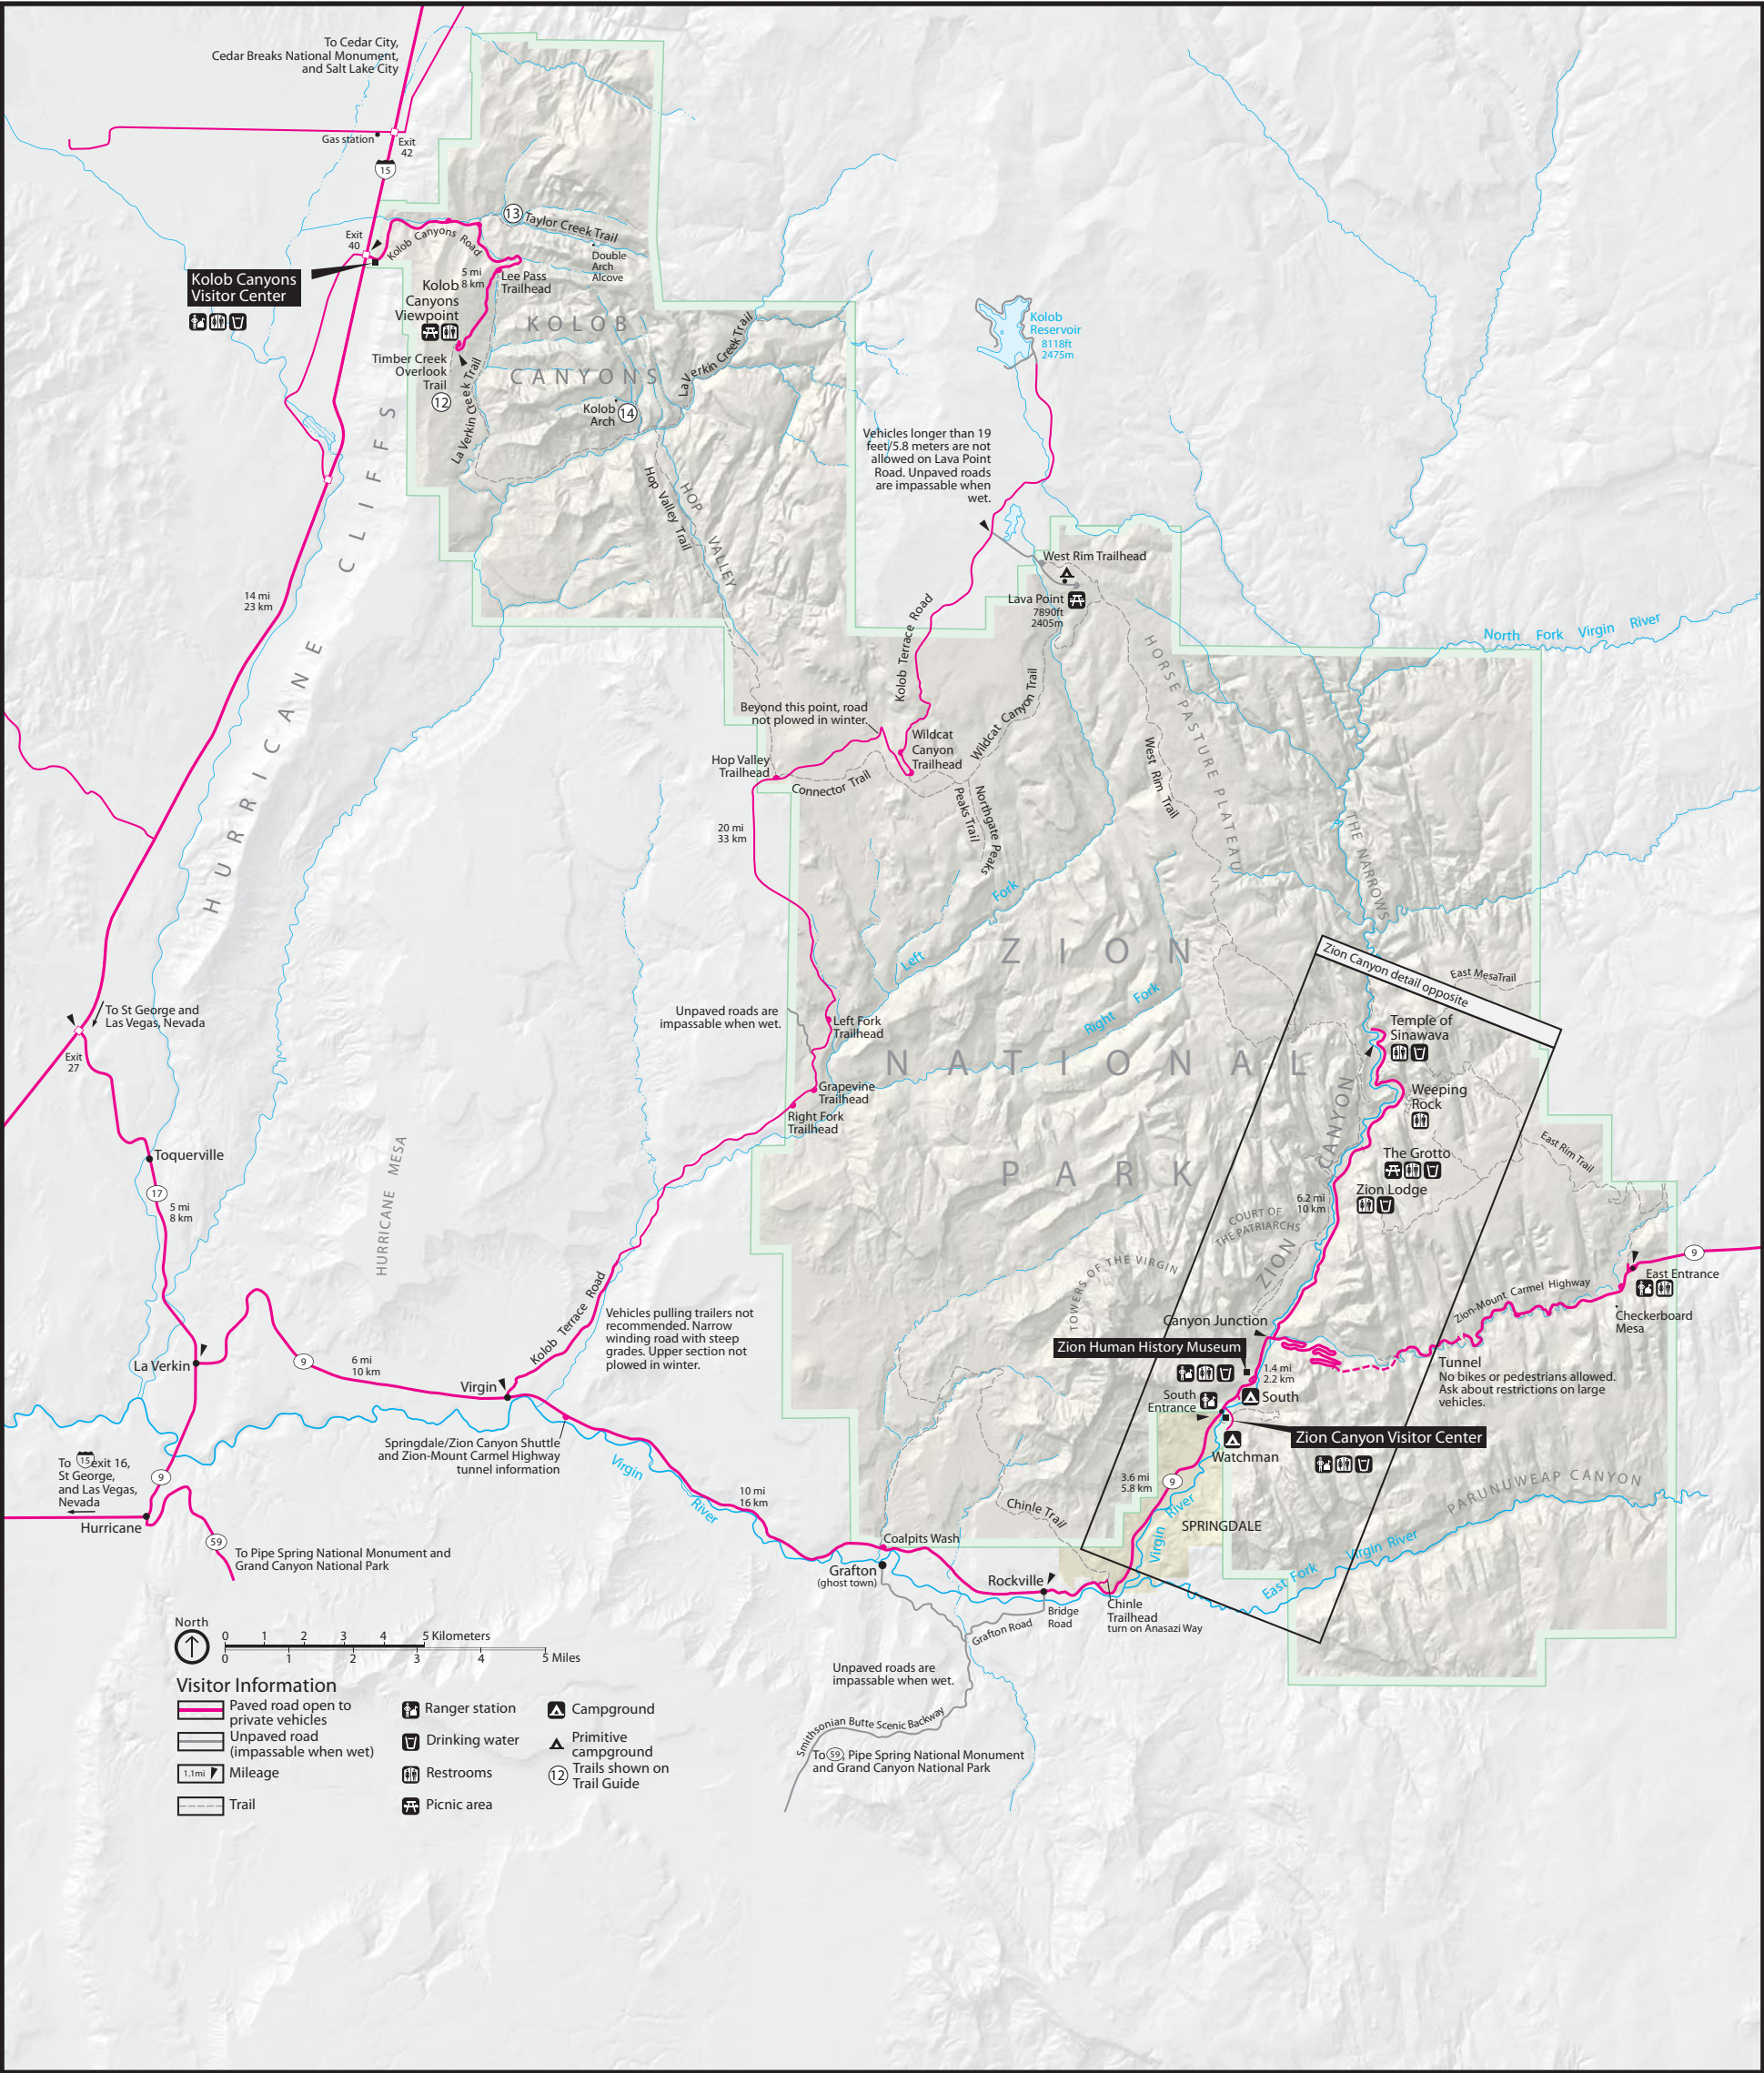 To Cedar City,
Cedar Breaks National Monument,
and Salt Lake City
Gas station
Exit
42
15
Exit
40
Kolob Canyons Road
13
Taylor Creek Trail
Double
Arch
Alcove
Kolob Canyons
Visitor Center
5 mi
8 km
Lee Pass
Trailhead
Kolob
Canyons
Viewpoint
KOLOB
CANYONS
Timber Creek
Overlook
Trail
12
La Verkin Creek Trail
La Verkin Creek Trail
Kolob
Arch
14
Kolob
Reservoir
8118ft
2475m
Vehicles longer than 19
feet/5.8 meters are not
allowed on Lava Point
Road. Unpaved roads
are impassable when
wet.
Hop Valley Trail
HOP VALLEY
HURRICANE CLIFFS
14 mi
23 km
West Rim Trailhead
Lava Point
7890ft
2405m
North Fork Virgin River
Kolob Terrace Road
HORSE PASTURE PLATEAU
Beyond this point, road
not plowed in winter.
Wildcat
Canyon
Trailhead
Wildcat Canyon Trail
West Rim Trail
Hop Valley
Trailhead
Connector Trail
Northgate Peaks
Peaks Trail
20 mi
33 km
THE NARROWS
Left Fork
ZION
NATIONAL
PARK
Zion Canyon detail opposite
East MesaTrail
Right Fork
To St George and
Las Vegas, Nevada
Exit
27
Unpaved roads are
impassable when wet.
Left Fork
Trailhead
Temple of
Sinawava
Grapevine
Trailhead
Right Fork
Trailhead
Weeping
Rock
ZION CANYON
East Rim Trail
The Grotto
Zion Lodge
6.2 mi
10 km
COURT OF
THE PATRIARCHS
Toquerville
17
5 mi
8 km
HURRICANE MESA
TOWERS OF THE VIRGIN
9
East Entrance
Zion-Mount Carmel Highway
Checkerboard
Mesa
Kolob Terrace Road
Vehicles pulling trailers not
recommended. Narrow
winding road with steep
grades. Upper section not
plowed in winter.
Canyon Junction
Zion Human History Museum
1.4 mi
2.2 km
Tunnel
No bikes or pedestrians allowed.
Ask about restrictions on large
vehicles.
La Verkin
9
6 mi
10 km
Virgin
South
South
Entrance
Zion Canyon Visitor Center
Watchman
Springdale/Zion Canyon Shuttle
and Zion-Mount Carmel Highway
tunnel information
Virgin River
To 15 exit 16,
St George,
and Las Vegas,
Nevada
9
Hurricane
59
To Pipe Spring National Monument and
Grand Canyon National Park
10 mi
16 km
3.6 mi
5.8 km
9
PARUNUWEAP CANYON
Chinle Trail
SPRINGDALE
Virgin River
East Fork Virgin River
Coalpits Wash
Grafton
(ghost town)
Rockville
Bridge
Road
Grafton Road
Chinle
Trailhead
turn on Anasazi Way
Unpaved roads are
impassable when wet.
Smithsonian Butte Scenic Backway
To 59, Pipe Spring National Monument
and Grand Canyon National Park
North
0 1 2 3 4 5 Kilometers
0 1 2 3 4 5 Miles
Visitor Information
Paved road open to
private vehicles
Unpaved road
(impassable when wet)
1.1mi
Mileage
Trail
Ranger station
Drinking water
Restrooms
Picnic area
Campground
Primitive
campground
12
Trails shown on
Trail Guide